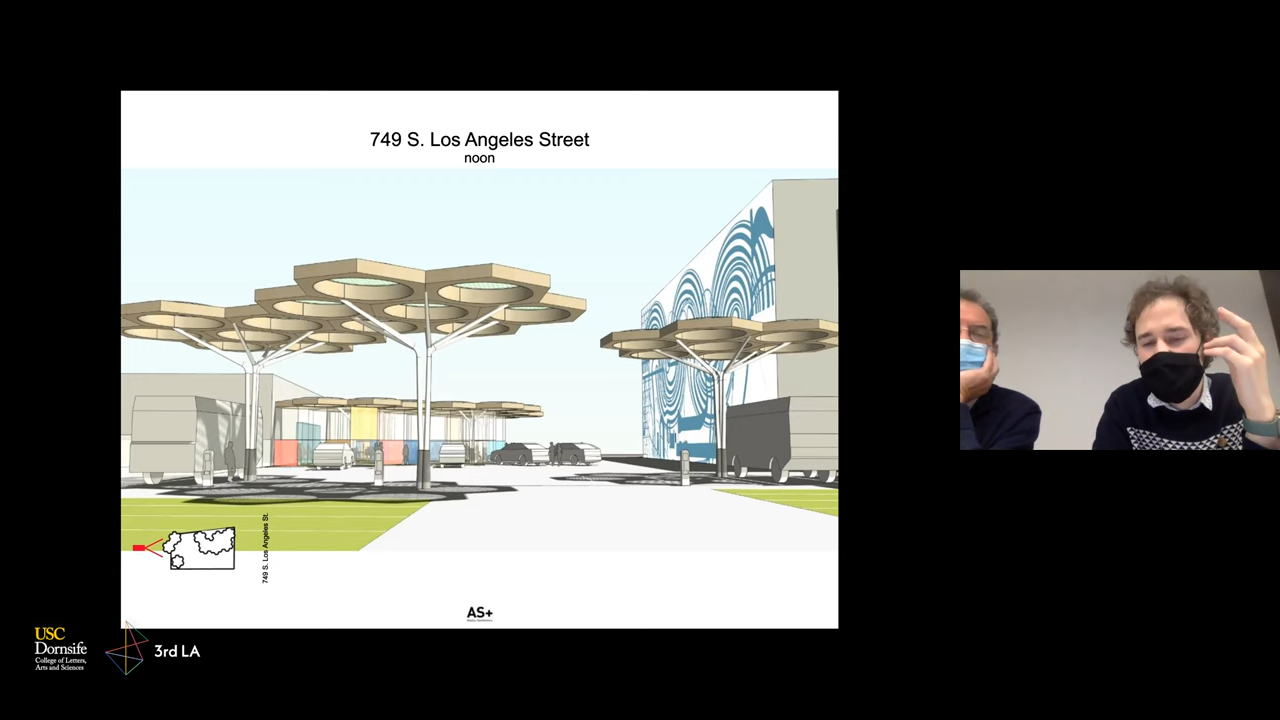 749 S. Los Angeles Street
noon
749 S. Los Angeles St.
AS+
USC
Dornsife
College of Letters,
Arts and Sciences
3rd LA